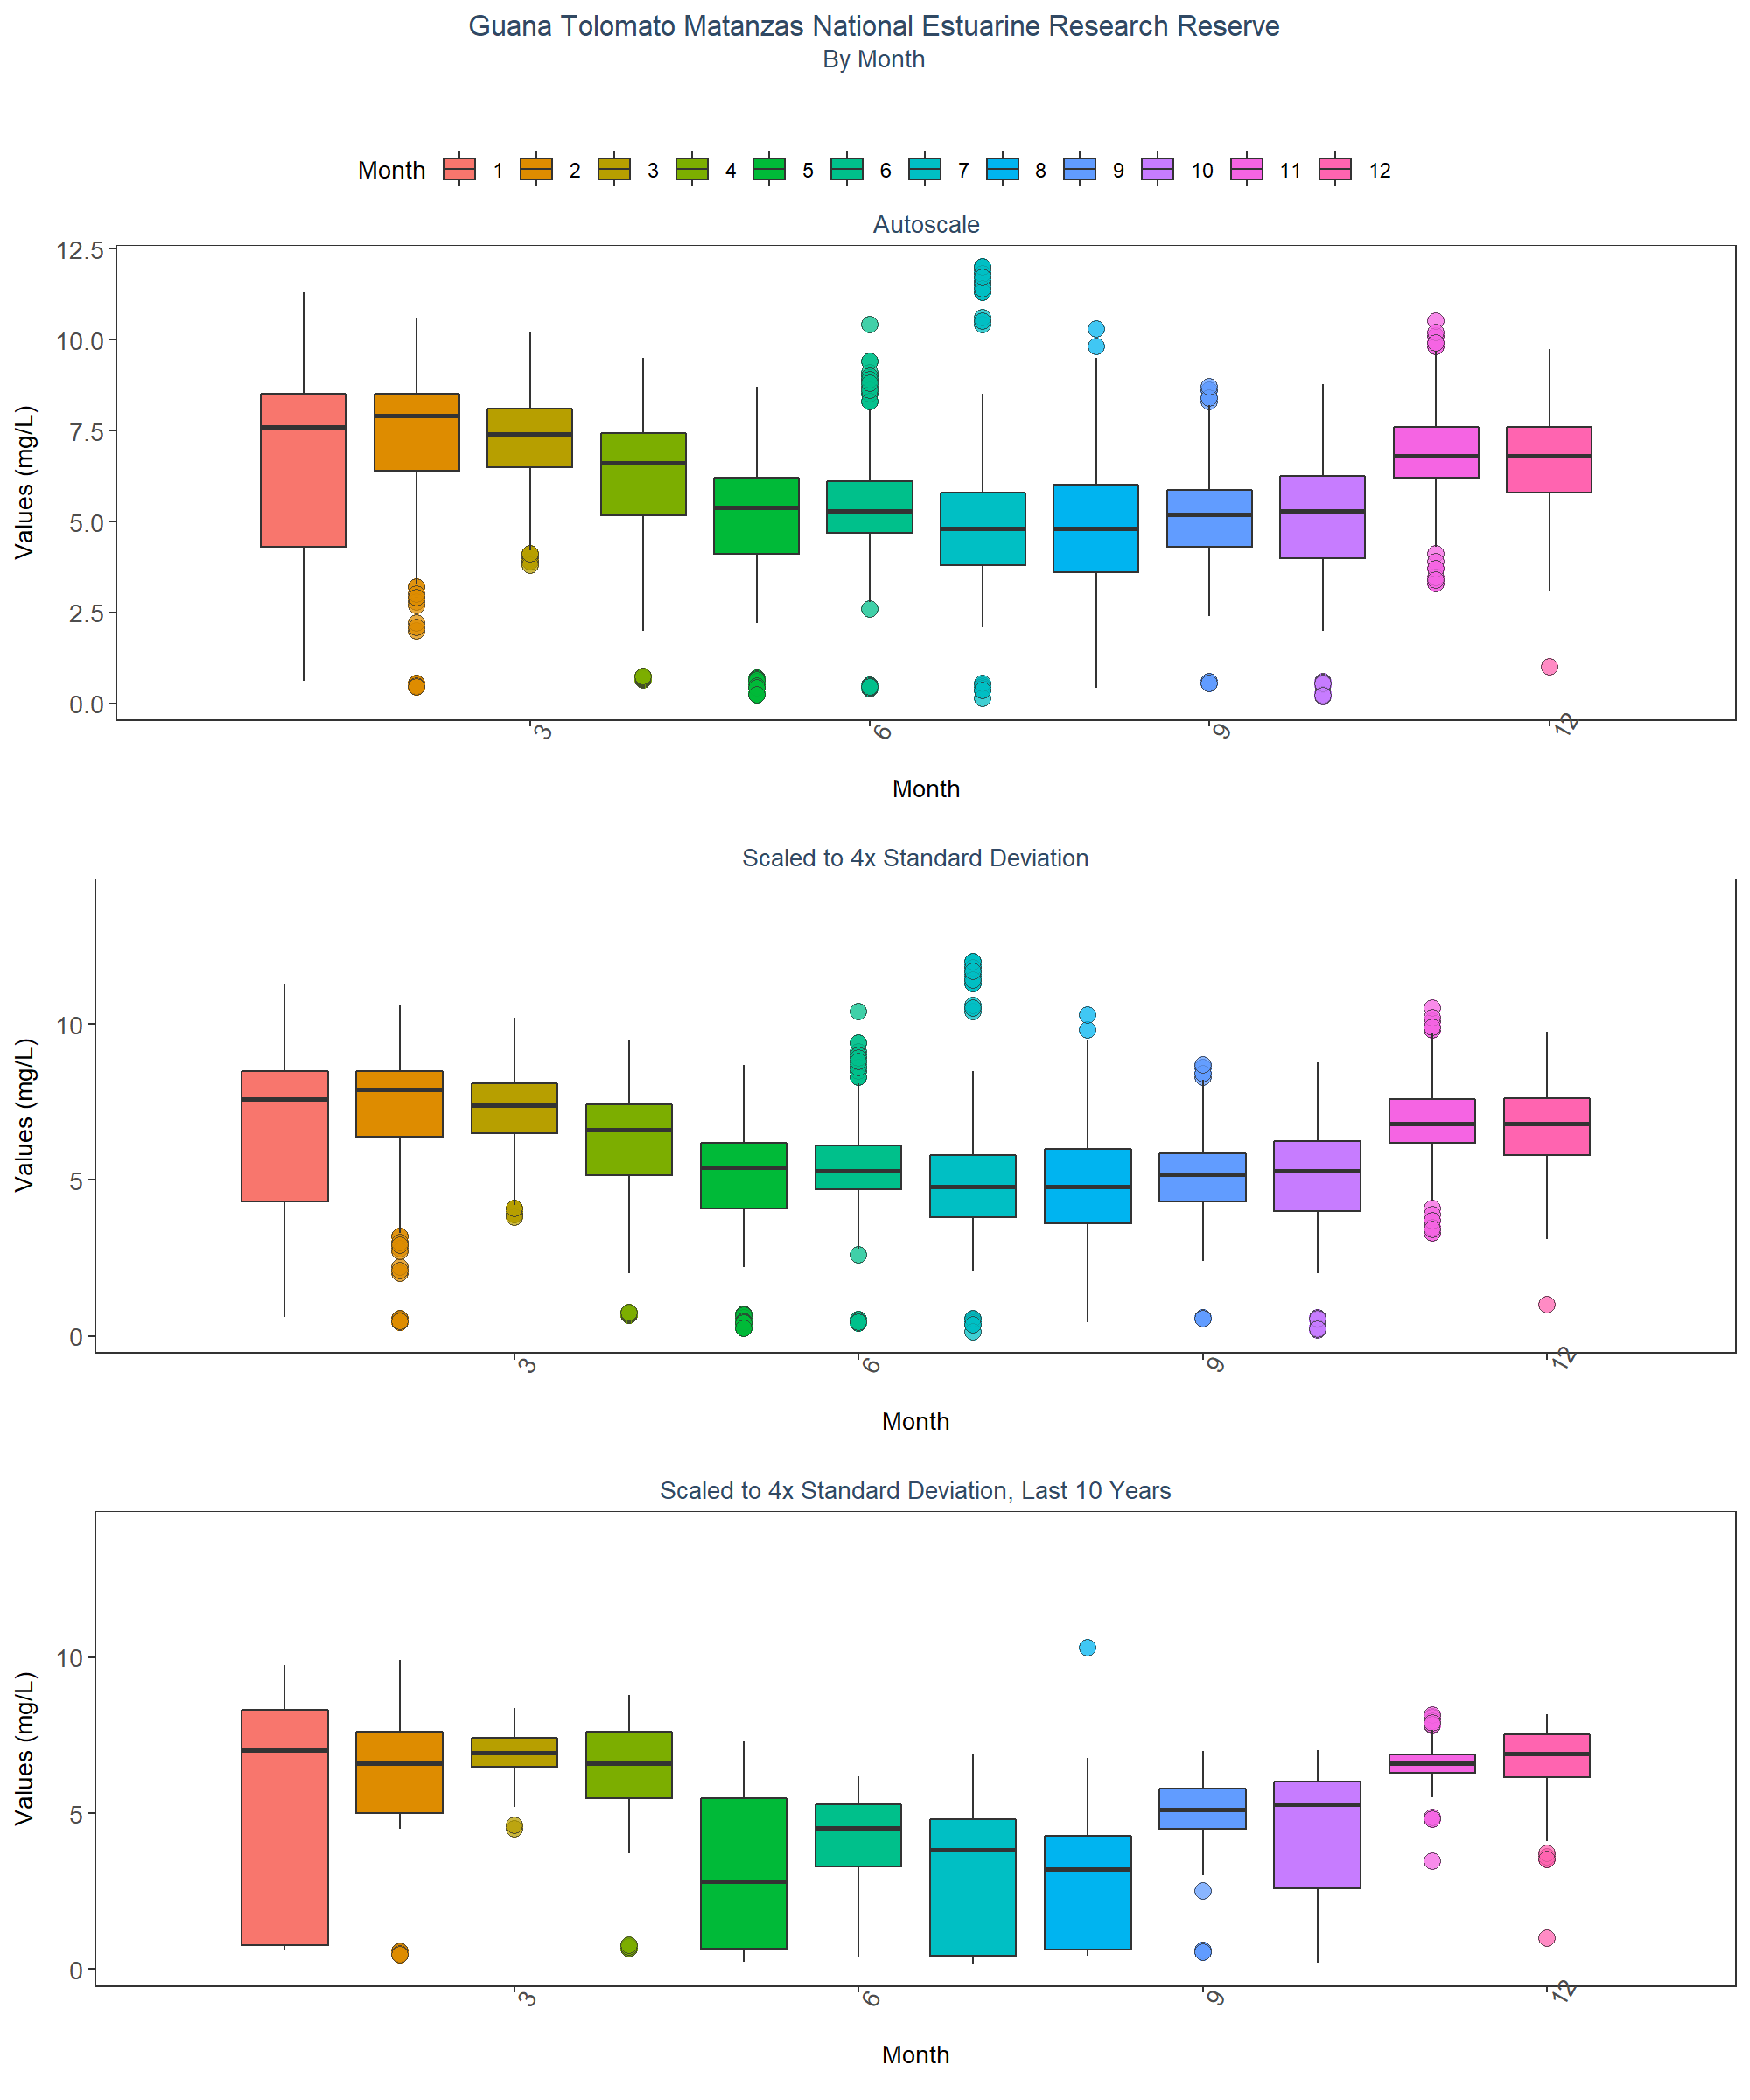 Guana Tolomato Matanzas National Estuarine Research Reserve
By Month
Month 1 2 3 4 5 6 7 8 9 10 11 12
Autoscale
Values (mg/L)
12.5
10.0
7.5
5.0
2.5
0.0
3 6 9 12
Month
Scaled to 4x Standard Deviation
Values (mg/L)
10
5
0
3 6 9 12
Month
Scaled to 4x Standard Deviation, Last 10 Years
Values (mg/L)
10
5
0
3 6 9 12
Month